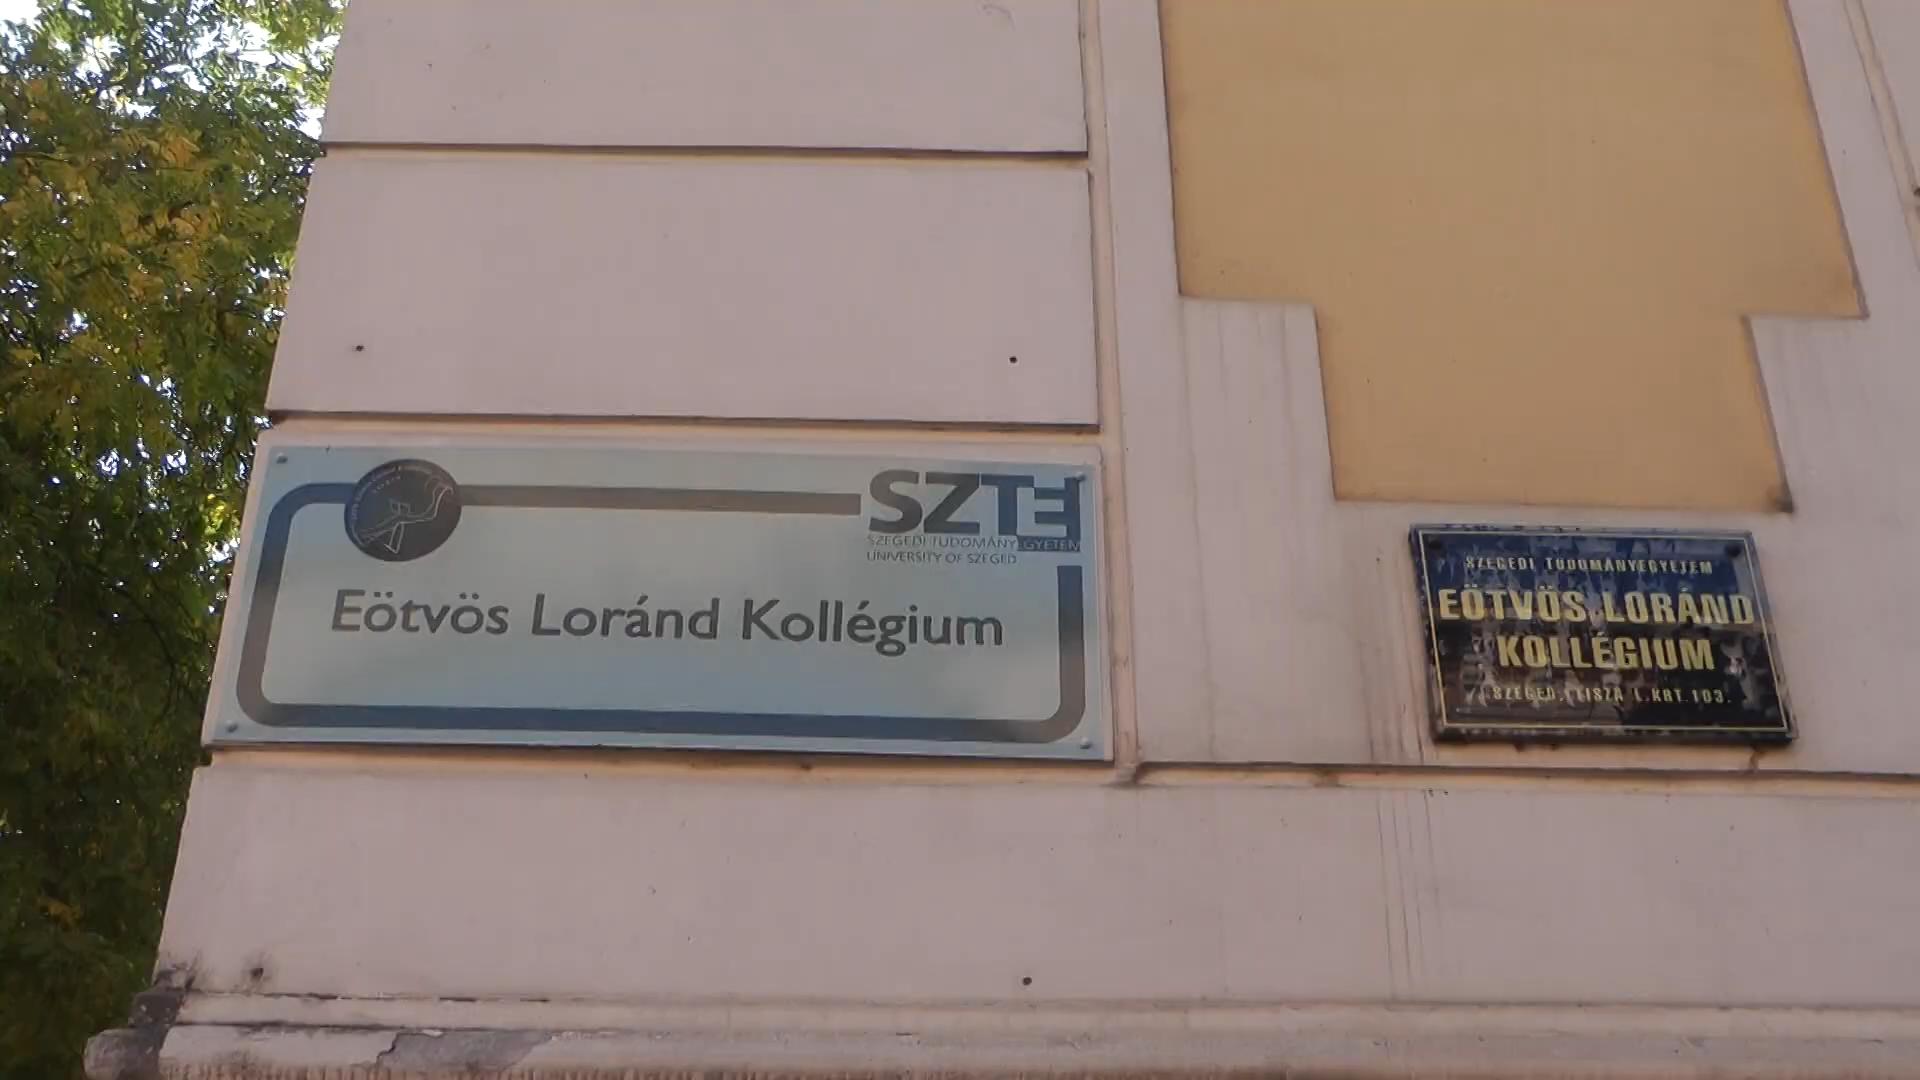 SZTE
SZEGEDI TUDOMÁNYEGYETEM
UNIVERSITY OF SZEGED
Eötvös Loránd Kollégium
SZEGEDI TUDOMÁNYEGYETEM
EÖTVÖS LORÁND
KOLLÉGIUM
SZEGED, TISZA L. KRT. 103.